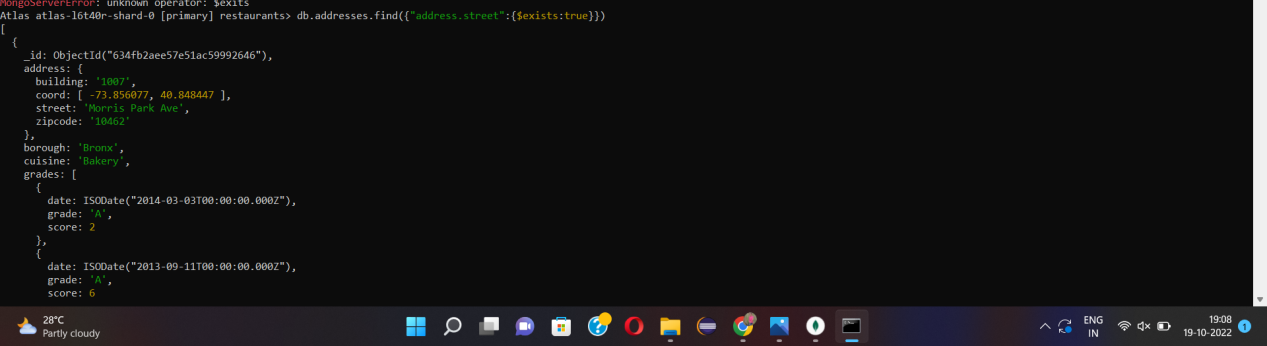 MongoServerError: unknown operator: $exits
Atlas atlas-l6t40r-shard-0 [primary] restaurants> db.addresses.find({"address.street":{$exists:true}})
[
  {
    _id: ObjectId("634fb2aee57e51ac59992646"),
    address: {
      building: '1007',
      coord: [ -73.856077, 40.848447 ],
      street: 'Morris Park Ave',
      zipcode: '10462'
    },
    borough: 'Bronx',
    cuisine: 'Bakery',
    grades: [
      {
        date: ISODate("2014-03-03T00:00:00.000Z"),
        grade: 'A',
        score: 2
      },
      {
        date: ISODate("2013-09-11T00:00:00.000Z"),
        grade: 'A',
        score: 6
28°C
Partly cloudy
ENG
IN
19:08
19-10-2022
1